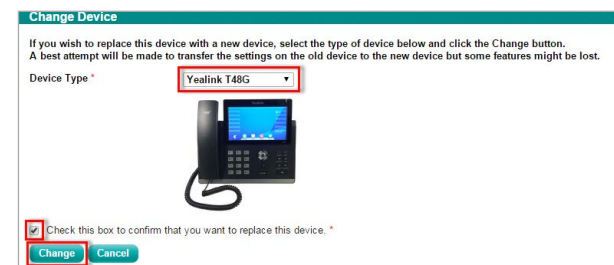 Change Device
If you wish to replace this device with a new device, select the type of device below and click the Change button.
A best attempt will be made to transfer the settings on the old device to the new device but some features might be lost.
Device Type * Yealink T48G
Check this box to confirm that you want to replace this device. *
Change Cancel